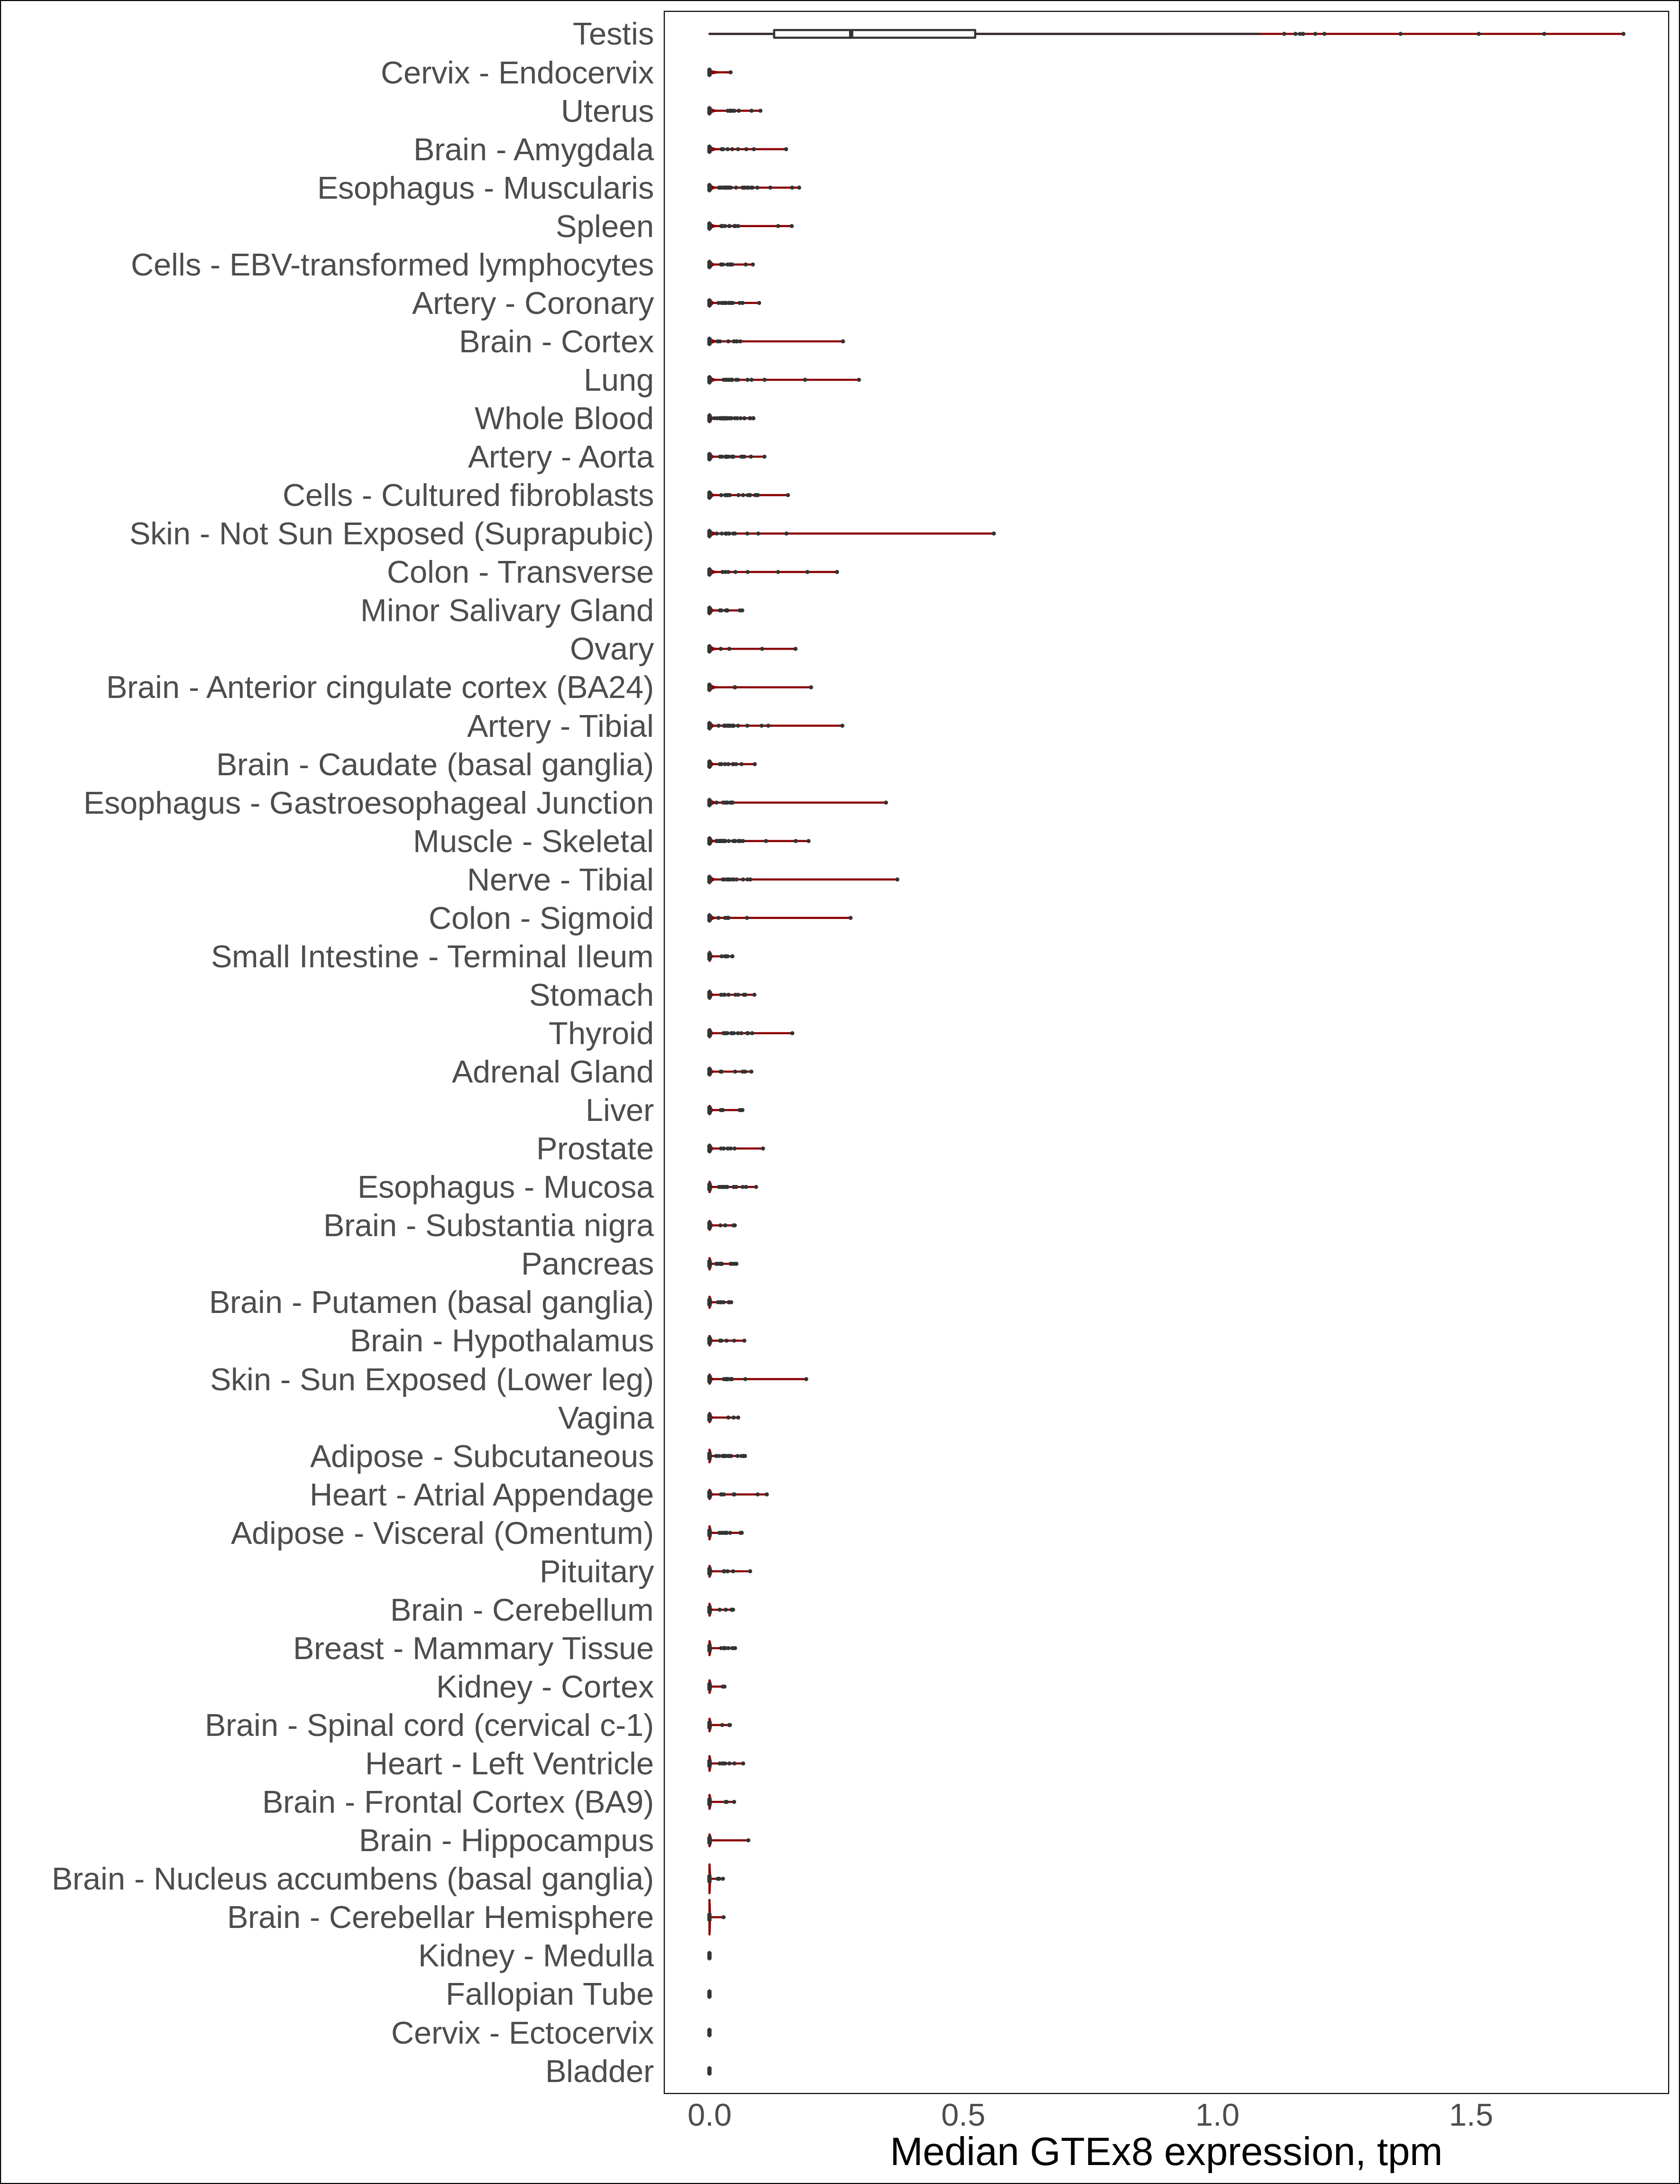 Testis
Cervix - Endocervix
Uterus
Brain - Amygdala
Esophagus - Muscularis
Spleen
Cells - EBV-transformed lymphocytes
Artery - Coronary
Brain - Cortex
Lung
Whole Blood
Artery - Aorta
Cells - Cultured fibroblasts
Skin - Not Sun Exposed (Suprapubic)
Colon - Transverse
Minor Salivary Gland
Ovary
Brain - Anterior cingulate cortex (BA24)
Artery - Tibial
Brain - Caudate (basal ganglia)
Esophagus - Gastroesophageal Junction
Muscle - Skeletal
Nerve - Tibial
Colon - Sigmoid
Small Intestine - Terminal Ileum
Stomach
Thyroid
Adrenal Gland
Liver
Prostate
Esophagus - Mucosa
Brain - Substantia nigra
Pancreas
Brain - Putamen (basal ganglia)
Brain - Hypothalamus
Skin - Sun Exposed (Lower leg)
Vagina
Adipose - Subcutaneous
Heart - Atrial Appendage
Adipose - Visceral (Omentum)
Pituitary
Brain - Cerebellum
Breast - Mammary Tissue
Kidney - Cortex
Brain - Spinal cord (cervical c-1)
Heart - Left Ventricle
Brain - Frontal Cortex (BA9)
Brain - Hippocampus
Brain - Nucleus accumbens (basal ganglia)
Brain - Cerebellar Hemisphere
Kidney - Medulla
Fallopian Tube
Cervix - Ectocervix
Bladder
0.0 0.5 1.0 1.5
Median GTEx8 expression, tpm